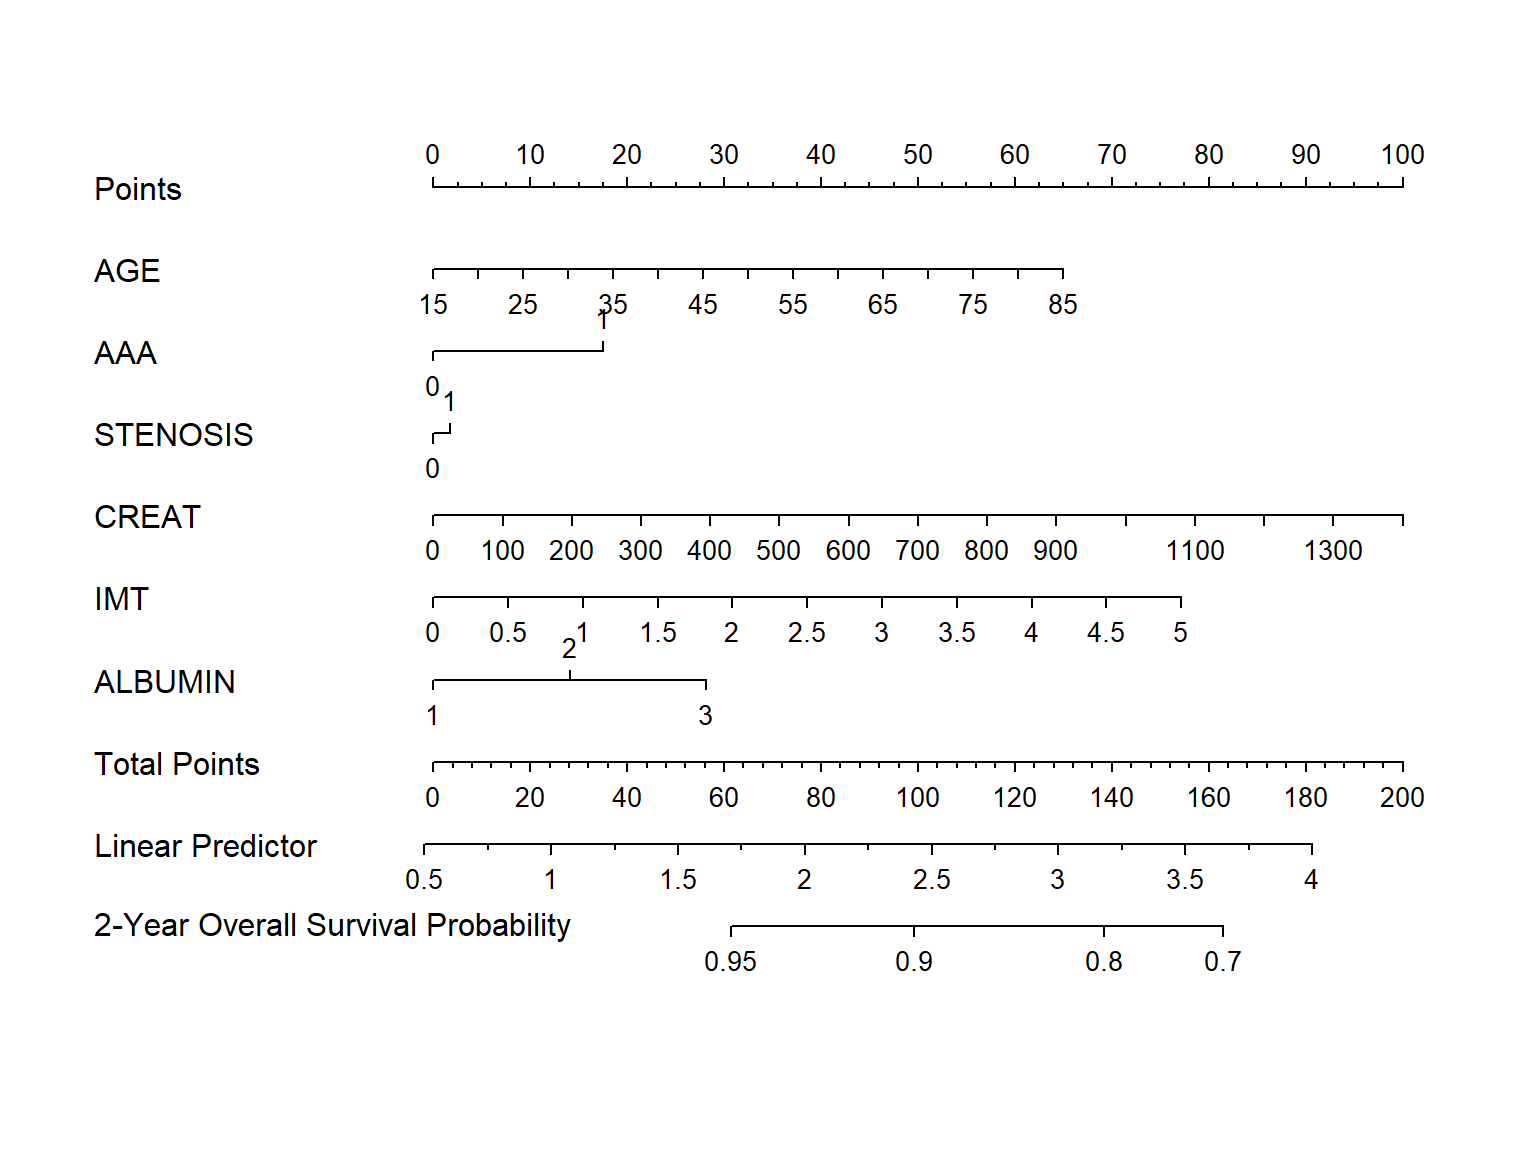 0 10 20 30 40 50 60 70 80 90 100
Points
AGE
15 25 35 45 55 65 75 85
1
AAA
0
1
STENOSIS
0
CREAT
0 100 200 300 400 500 600 700 800 900 1100 1300
IMT
0 0.5 1 1.5 2 2.5 3 3.5 4 4.5 5
2
ALBUMIN
1 3
Total Points
0 20 40 60 80 100 120 140 160 180 200
Linear Predictor
0.5 1 1.5 2 2.5 3 3.5 4
2-Year Overall Survival Probability
0.95 0.9 0.8 0.7